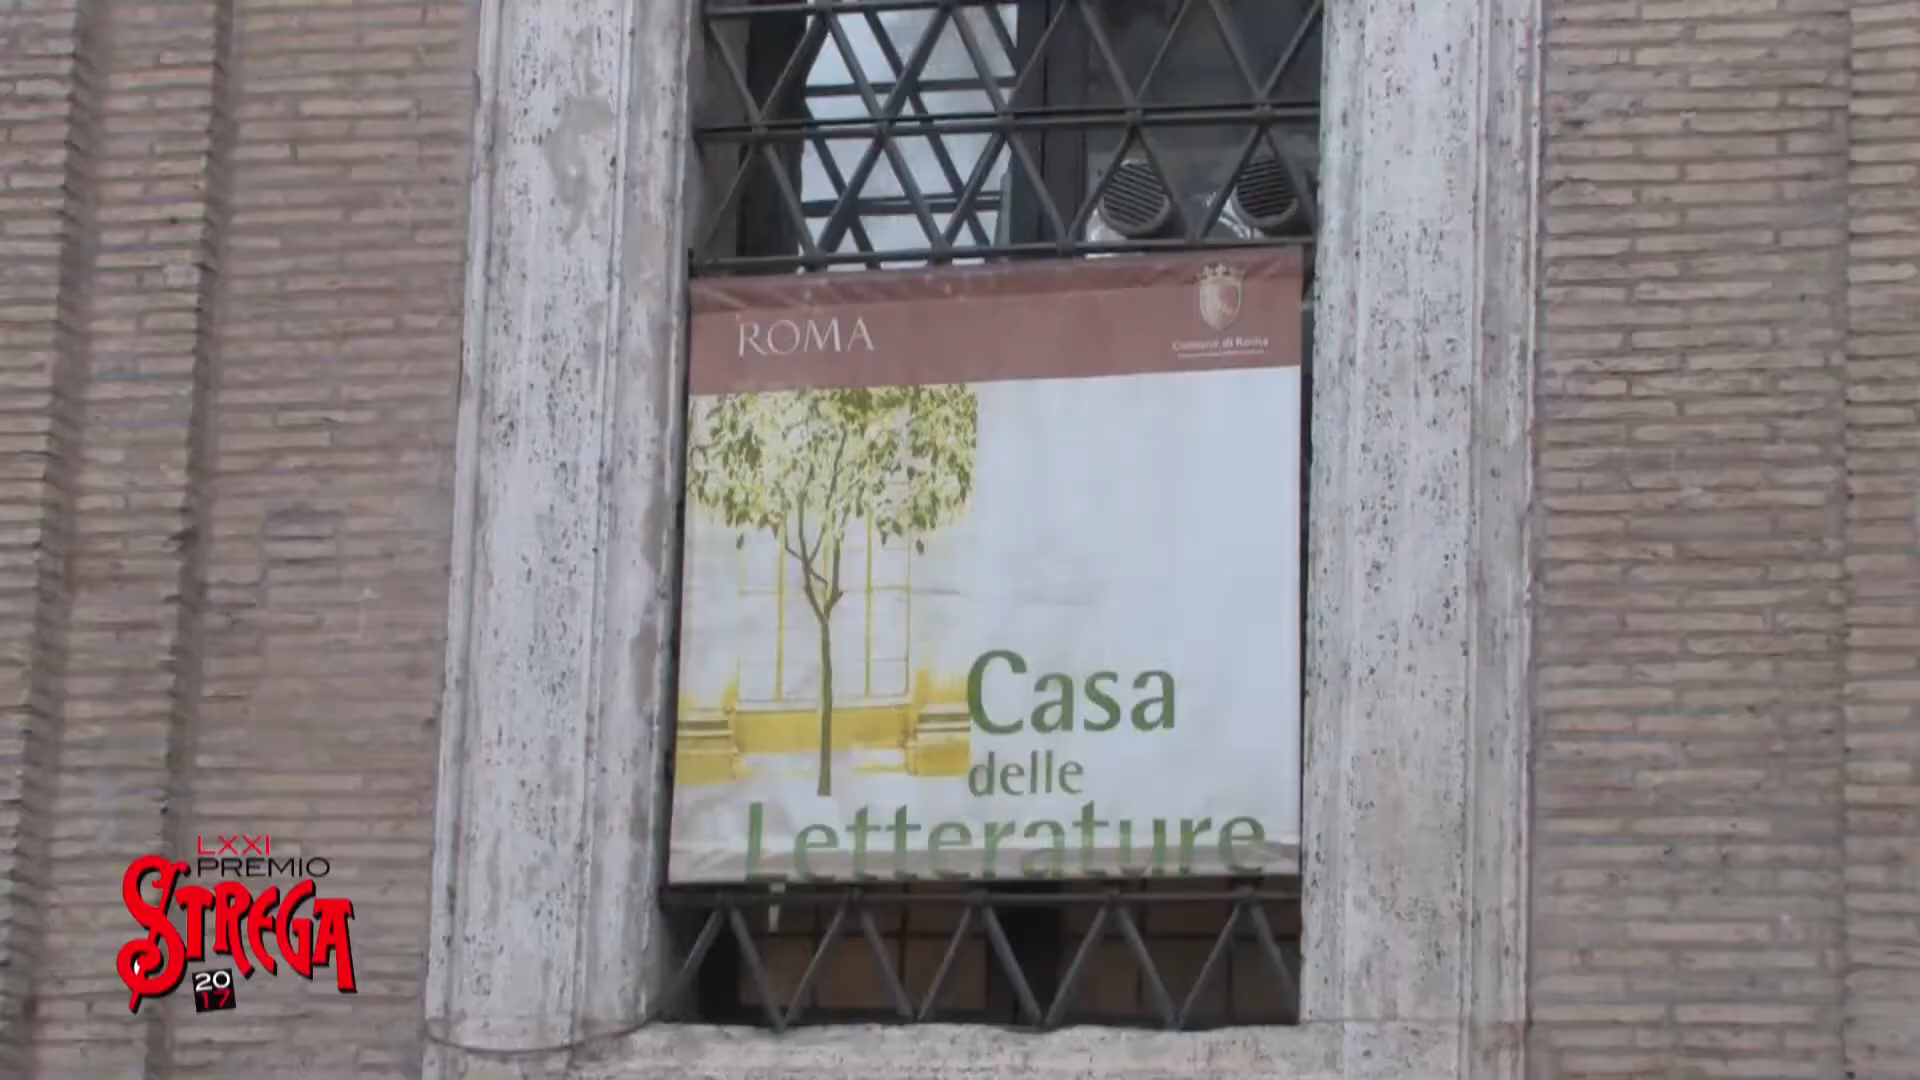 ROMA
Comune di Roma
Casa
delle
Letterature
LXXI
PREMIO
STREGA
20
17